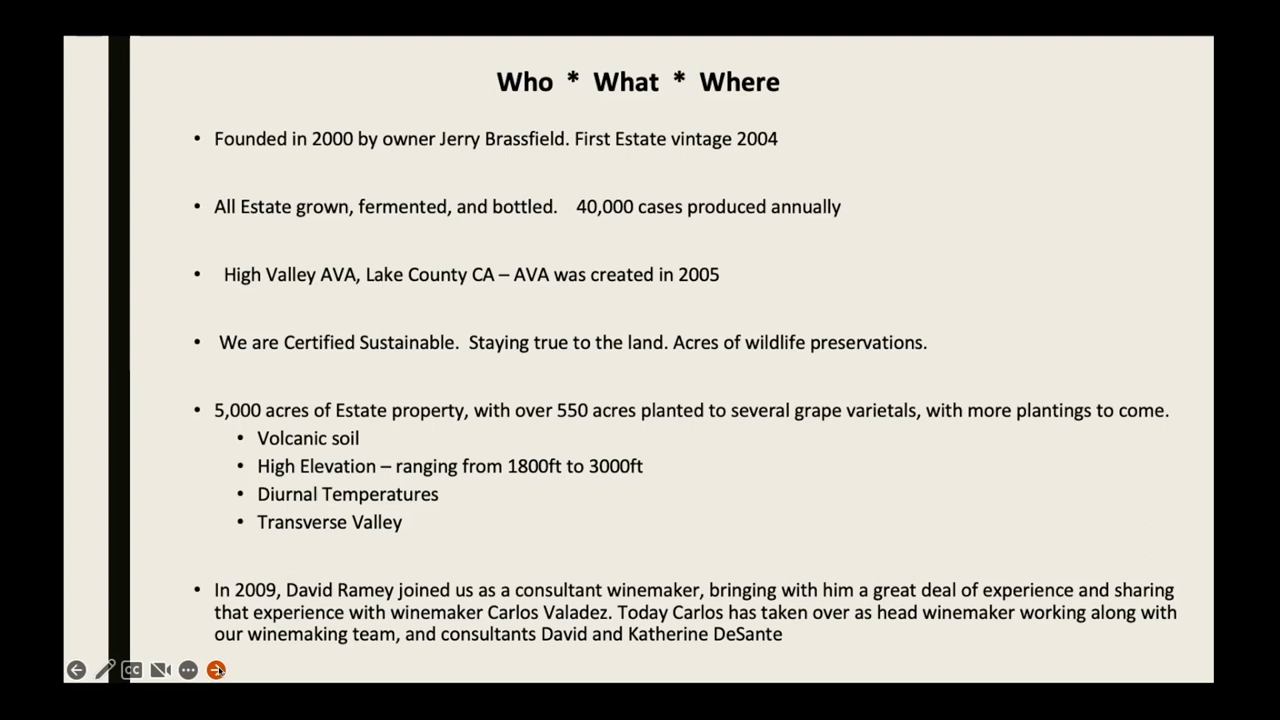 Who * What * Where
• Founded in 2000 by owner Jerry Brassfield. First Estate vintage 2004
• All Estate grown, fermented, and bottled. 40,000 cases produced annually
• High Valley AVA, Lake County CA – AVA was created in 2005
• We are Certified Sustainable. Staying true to the land. Acres of wildlife preservations.
• 5,000 acres of Estate property, with over 550 acres planted to several grape varietals, with more plantings to come.
• Volcanic soil
• High Elevation – ranging from 1800ft to 3000ft
• Diurnal Temperatures
• Transverse Valley
• In 2009, David Ramey joined us as a consultant winemaker, bringing with him a great deal of experience and sharing
that experience with winemaker Carlos Valadez. Today Carlos has taken over as head winemaker working along with
our winemaking team, and consultants David and Katherine DeSante
CC